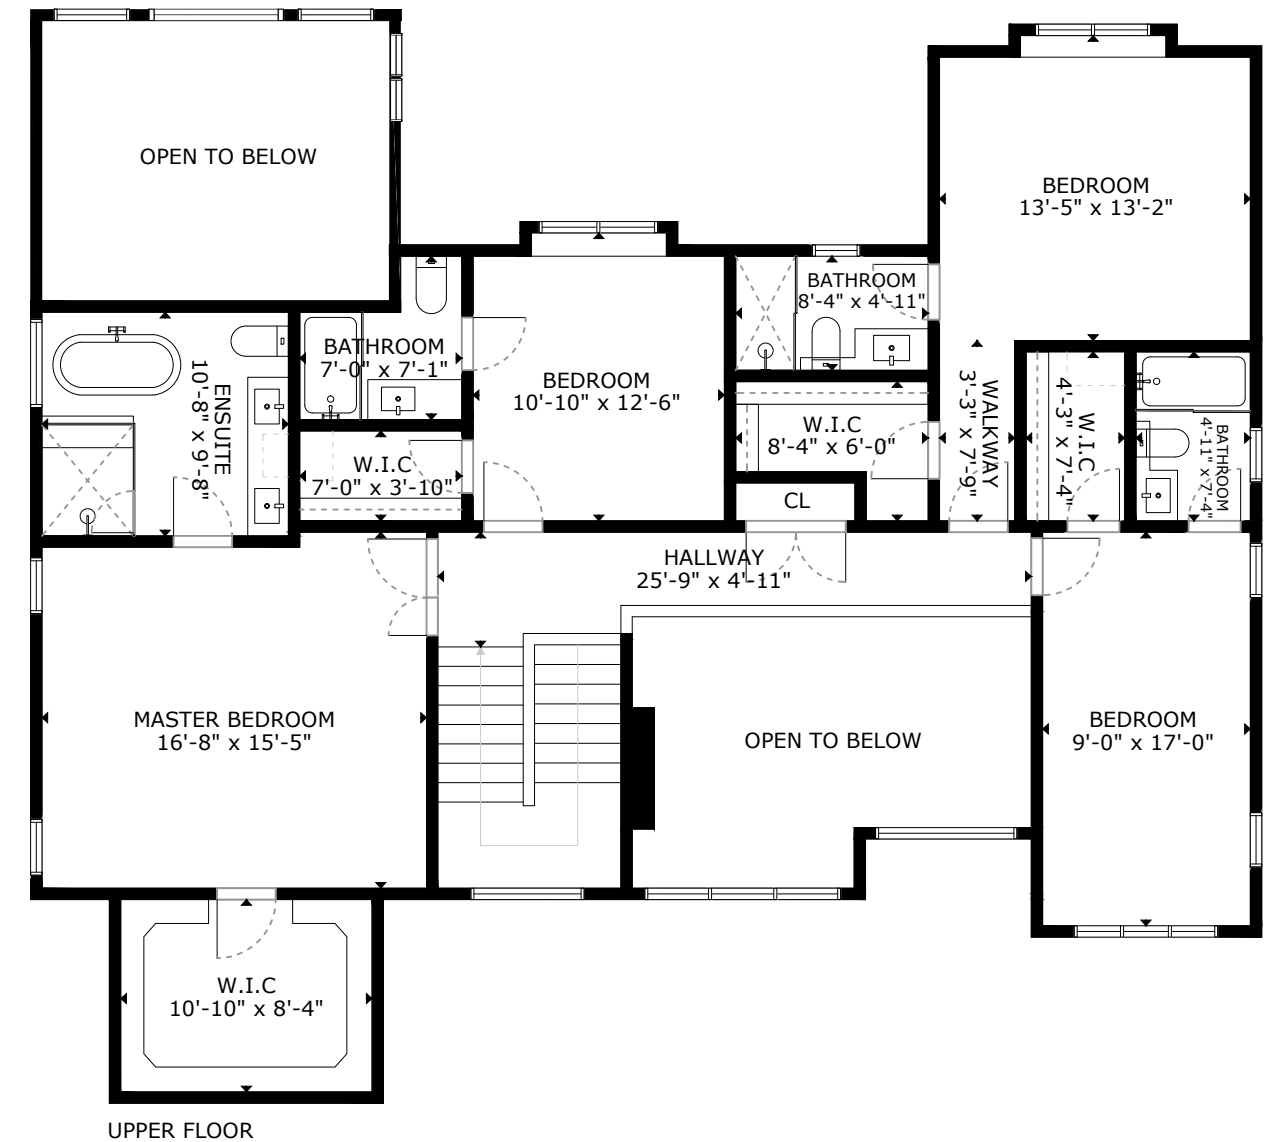 OPEN TO BELOW
BEDROOM
13'-5" x 13'-2"
BATHROOM
8'-4" x 4'-11"
BATHROOM
7'-0" x 7'-1"
ENSUITE
10'-8" x 9'-8"
BEDROOM
10'-10" x 12'-6"
W.I.C
8'-4" x 6'-0"
WALKWAY
3'-3" x 7'-9"
W.I.C
4'-3" x 7'-4"
BATHROOM
4'-11" x 7'-4"
W.I.C
7'-0" x 3'-10"
CL
HALLWAY
25'-9" x 4'-11"
MASTER BEDROOM
16'-8" x 15'-5"
OPEN TO BELOW
BEDROOM
9'-0" x 17'-0"
W.I.C
10'-10" x 8'-4"
UPPER FLOOR